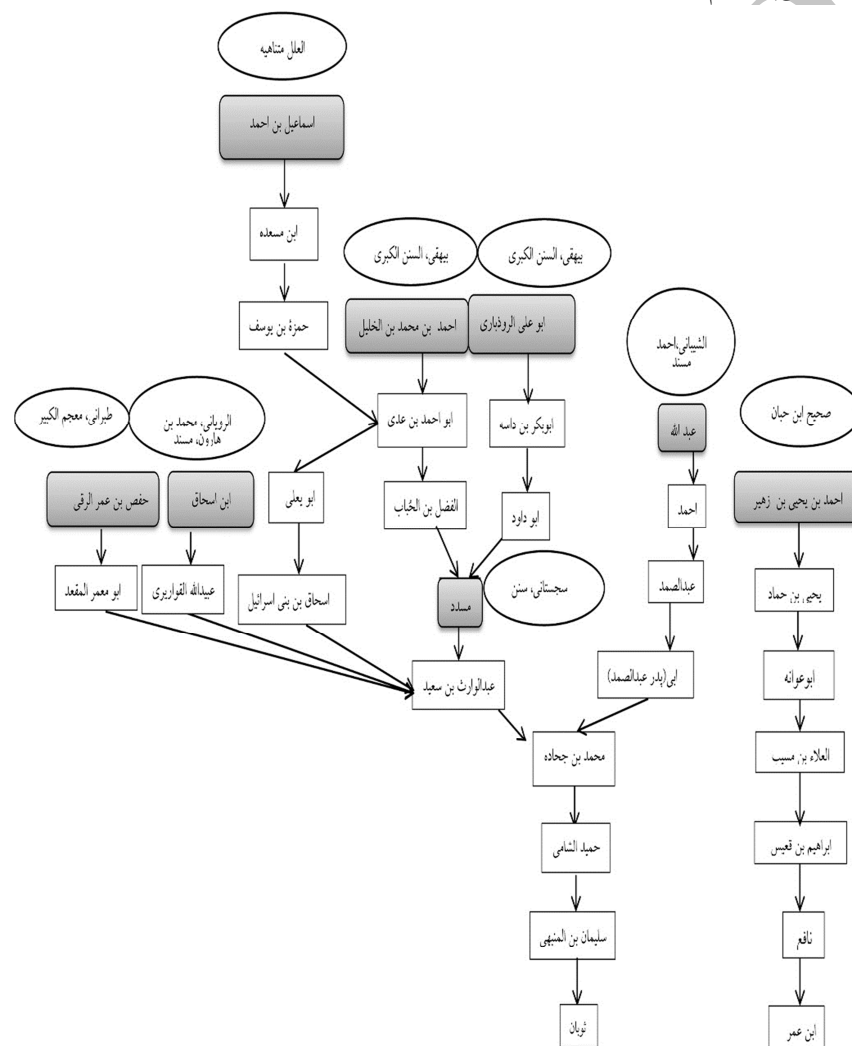 العلل متناهیه
اسماعیل بن احمد
ابن مسعده
حمزة بن یوسف
بیهقی، السنن الکبری
بیهقی، السنن الکبری
ابو علی الروذباری
احمد بن محمد بن الخلیل
الشیبانی،احمد
مسند
صحیح ابن حبان
عبد الله
ابو احمد بن عدی
ابوبکر بن داسه
الرویانی، محمد بن
هارون، مسند
طبرانی، معجم الکبیر
احمد بن یحیی بن زهیر
احمد
ابو داود
الفضل بن الحُباب
ابو یعلی
ابن اسحاق
حفص بن عمر الرقی
یحیی بن حماد
عبدالصمد
سجستانی، سنن
مسدد
اسحاق بن بنی اسرائیل
عبیدالله القواریری
ابو معمر المقعد
ابوعوانه
ابی(پدر عبدالصمد)
عبدالوارث بن سعید
العلاء بن مسیب
محمد بن جحاده
ابراهیم بن قعیس
حمید الشامی
نافع
سلیمان بن المنبهی
ابن عمر
ثوبان